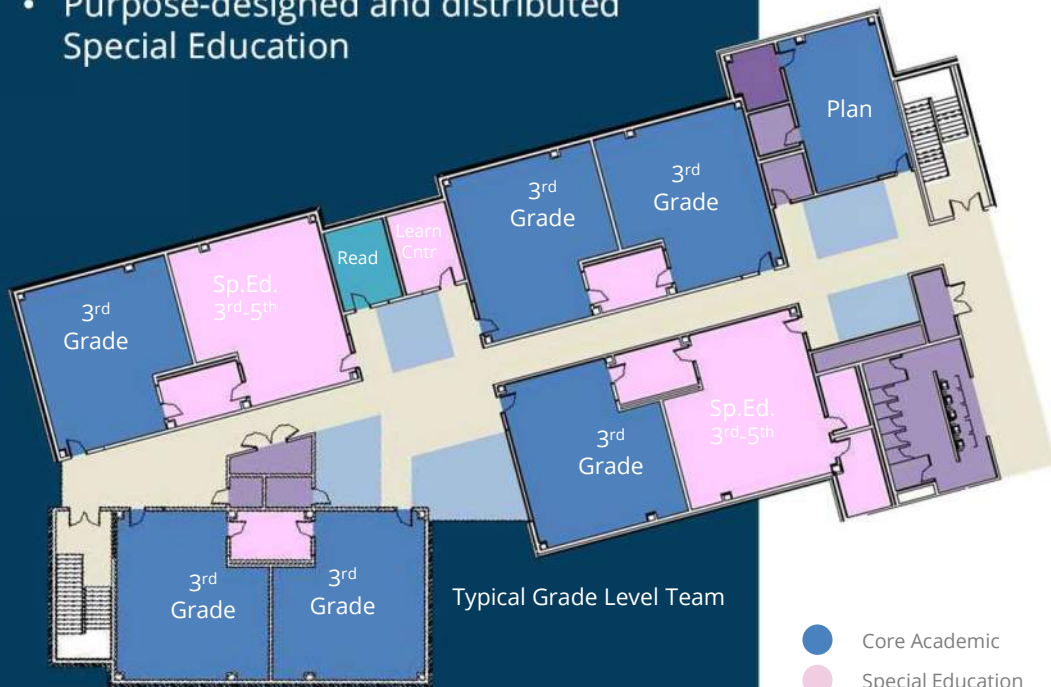 • Purpose-designed and distributed
Special Education
Plan
3rd
Grade
3rd
Grade
Learn
Cntr
Read
Sp.Ed.
3rd-5th
3rd
Grade
Sp.Ed.
3rd-5th
3rd
Grade
3rd
Grade
3rd
Grade
Typical Grade Level Team
Core Academic
Special Education